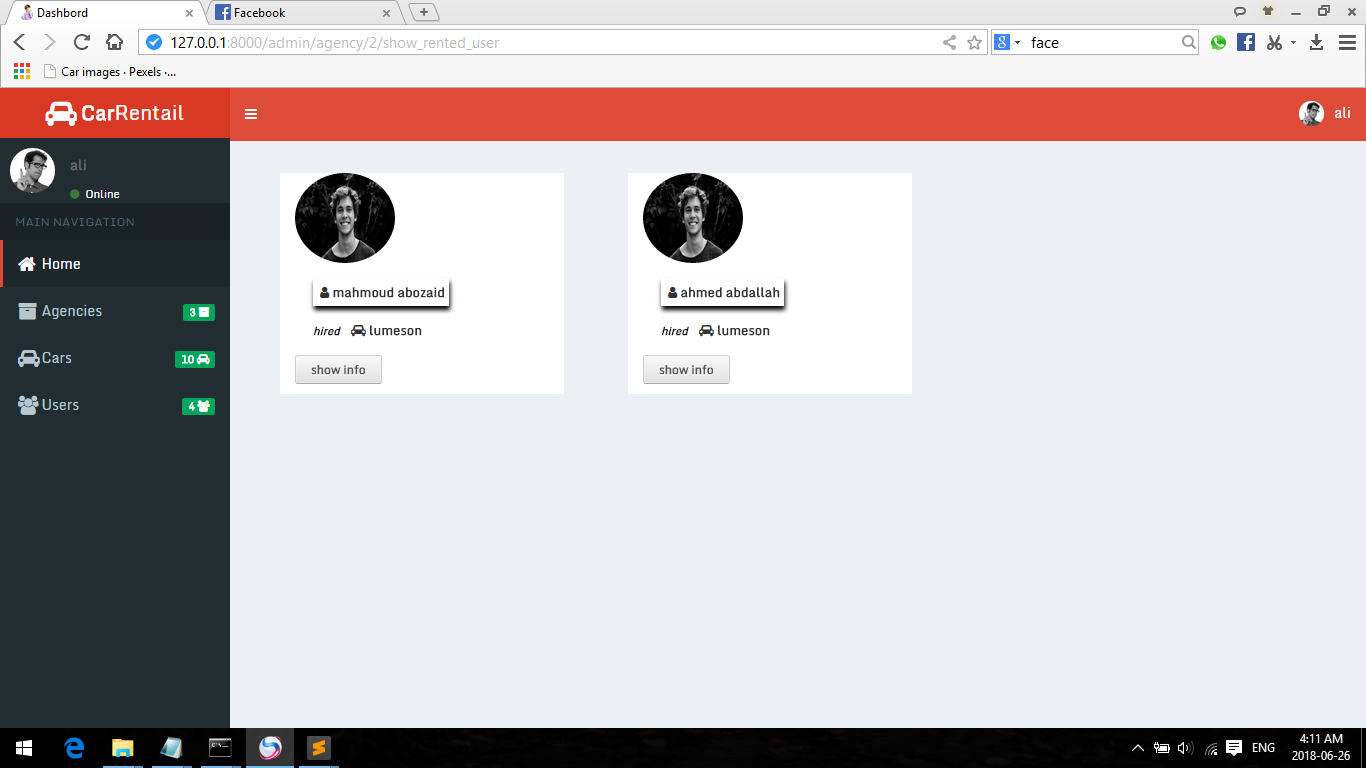 Dashbord
Facebook
127.0.0.1:8000/admin/agency/2/show_rented_user
face
Car images · Pexels ·...
CarRentail
ali
ali
Online
MAIN NAVIGATION
Home
Agencies
3
Cars
10
Users
4
mahmoud abozaid
hired lumeson
show info
ahmed abdallah
hired lumeson
show info
ENG
4:11 AM
2018-06-26